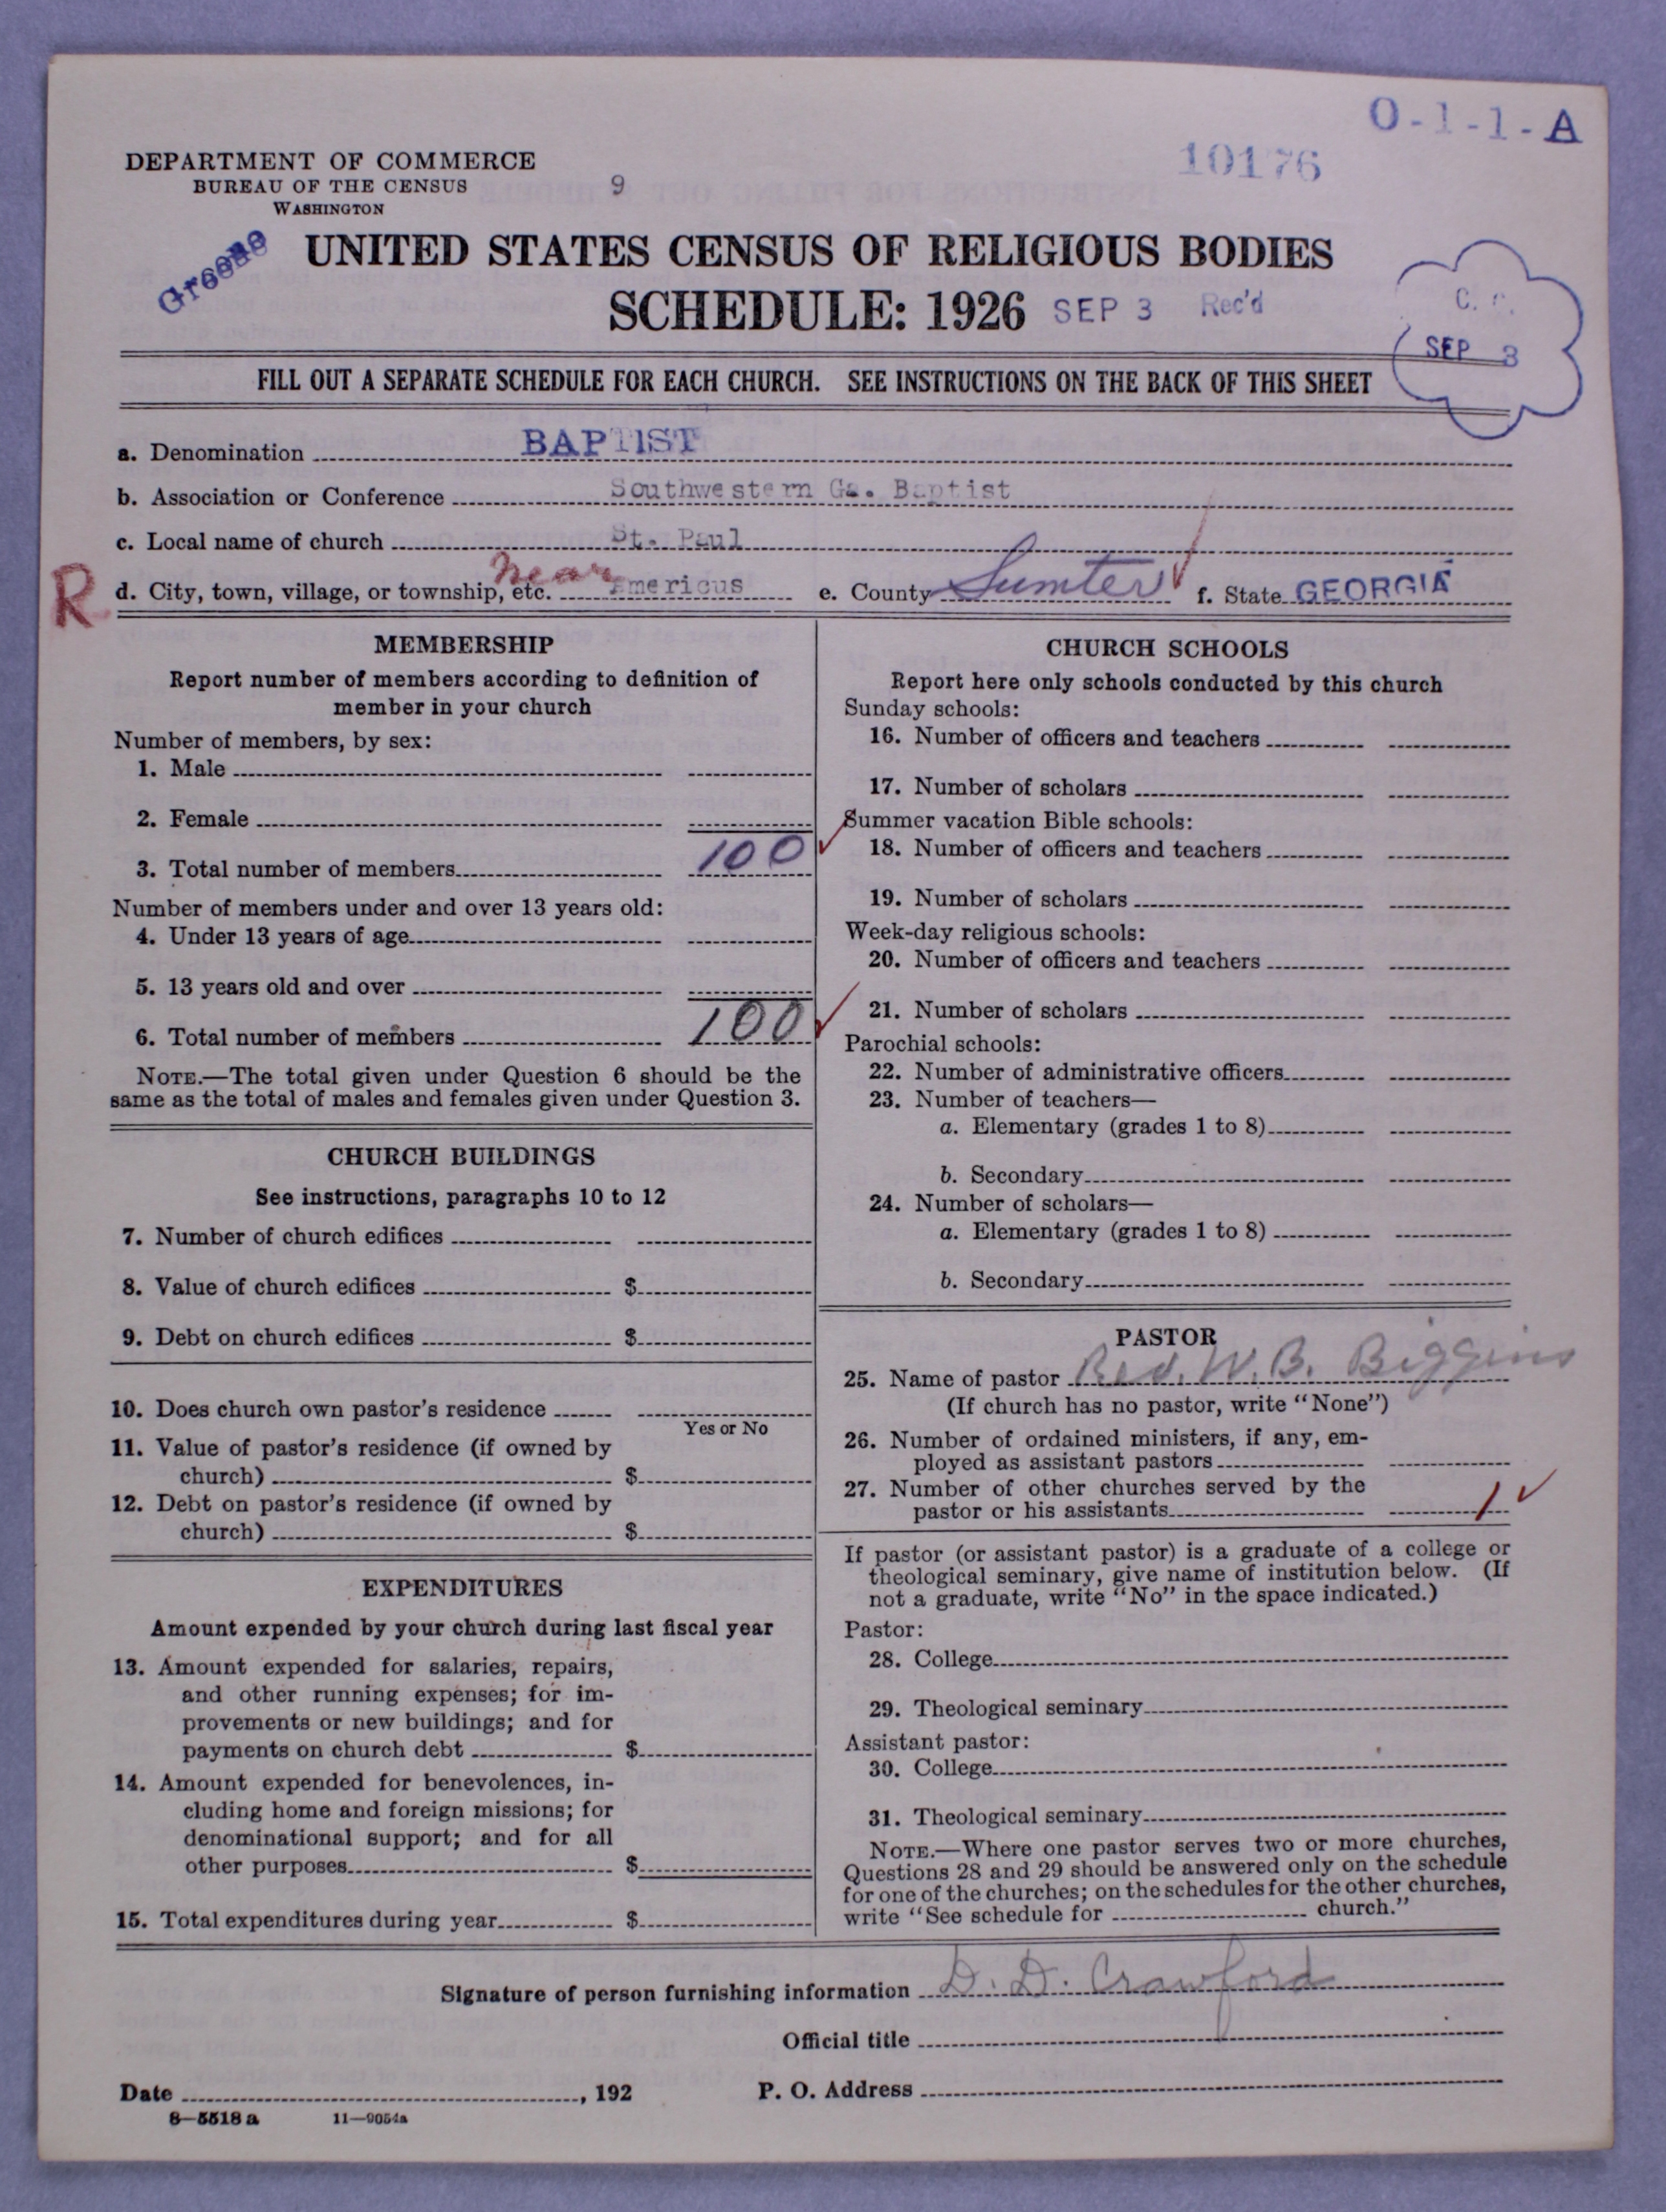 O-1-1-A
10176
DEPARTMENT OF COMMERCE
BUREAU OF THE CENSUS
WASHINGTON
9
Greene
UNITED STATES CENSUS OF RELIGIOUS BODIES
SCHEDULE: 1926
SEP 3 Rec'd
SEP 3
FILL OUT A SEPARATE SCHEDULE FOR EACH CHURCH. SEE INSTRUCTIONS ON THE BACK OF THIS SHEET
a. Denomination BAPTIST
b. Association or Conference Southwestern Ga. Baptist
c. Local name of church St. Paul
R
d. City, town, village, or township, etc. near Americus e. County Sumter f. State GEORGIA
MEMBERSHIP
Report number of members according to definition of
member in your church
Number of members, by sex:
1. Male
2. Female
3. Total number of members 100
Number of members under and over 13 years old:
4. Under 13 years of age
5. 13 years old and over
6. Total number of members 100
NOTE.—The total given under Question 6 should be the
same as the total of males and females given under Question 3.
CHURCH BUILDINGS
See instructions, paragraphs 10 to 12
7. Number of church edifices
8. Value of church edifices $
9. Debt on church edifices $
10. Does church own pastor's residence
Yes or No
11. Value of pastor's residence (if owned by
church) $
12. Debt on pastor's residence (if owned by
church) $
EXPENDITURES
Amount expended by your church during last fiscal year
13. Amount expended for salaries, repairs,
and other running expenses; for im-
provements or new buildings; and for
payments on church debt $
14. Amount expended for benevolences, in-
cluding home and foreign missions; for
denominational support; and for all
other purposes $
15. Total expenditures during year $
CHURCH SCHOOLS
Report here only schools conducted by this church
Sunday schools:
16. Number of officers and teachers
17. Number of scholars
Summer vacation Bible schools:
18. Number of officers and teachers
19. Number of scholars
Week-day religious schools:
20. Number of officers and teachers
21. Number of scholars
Parochial schools:
22. Number of administrative officers
23. Number of teachers—
a. Elementary (grades 1 to 8)
b. Secondary
24. Number of scholars—
a. Elementary (grades 1 to 8)
b. Secondary
PASTOR
25. Name of pastor Rev. W. B. Biggins
(If church has no pastor, write "None")
26. Number of ordained ministers, if any, em-
ployed as assistant pastors
27. Number of other churches served by the
pastor or his assistants 1
If pastor (or assistant pastor) is a graduate of a college or
theological seminary, give name of institution below. (If
not a graduate, write "No" in the space indicated.)
Pastor:
28. College
29. Theological seminary
Assistant pastor:
30. College
31. Theological seminary
NOTE.—Where one pastor serves two or more churches,
Questions 28 and 29 should be answered only on the schedule
for one of the churches; on the schedules for the other churches,
write "See schedule for church."
Signature of person furnishing information D. D. Crawford
Official title
Date , 192 P. O. Address
8—5518 a 11—9054a